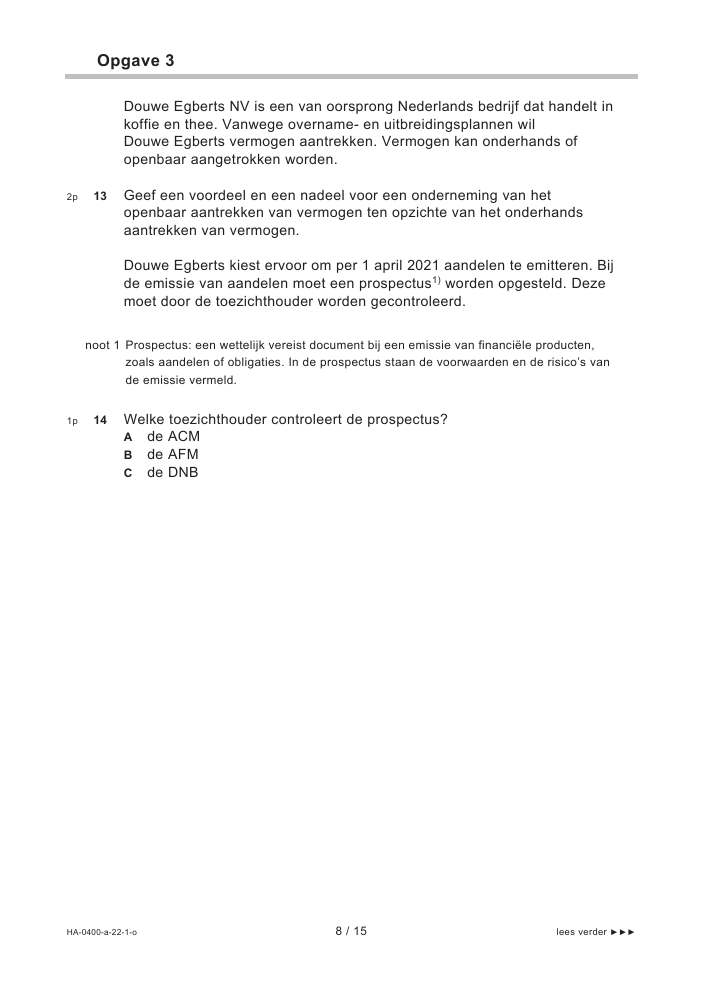 Opgave 3
Douwe Egberts NV is een van oorsprong Nederlands bedrijf dat handelt in
koffie en thee. Vanwege overname- en uitbreidingsplannen wil
Douwe Egberts vermogen aantrekken. Vermogen kan onderhands of
openbaar aangetrokken worden.
2p 13 Geef een voordeel en een nadeel voor een onderneming van het
openbaar aantrekken van vermogen ten opzichte van het onderhands
aantrekken van vermogen.
Douwe Egberts kiest ervoor om per 1 april 2021 aandelen te emitteren. Bij
de emissie van aandelen moet een prospectus1) worden opgesteld. Deze
moet door de toezichthouder worden gecontroleerd.
noot 1 Prospectus: een wettelijk vereist document bij een emissie van financiële producten,
zoals aandelen of obligaties. In de prospectus staan de voorwaarden en de risico's van
de emissie vermeld.
1p 14 Welke toezichthouder controleert de prospectus?
A de ACM
B de AFM
C de DNB
HA-0400-a-22-1-o 8 / 15 lees verder ►►►